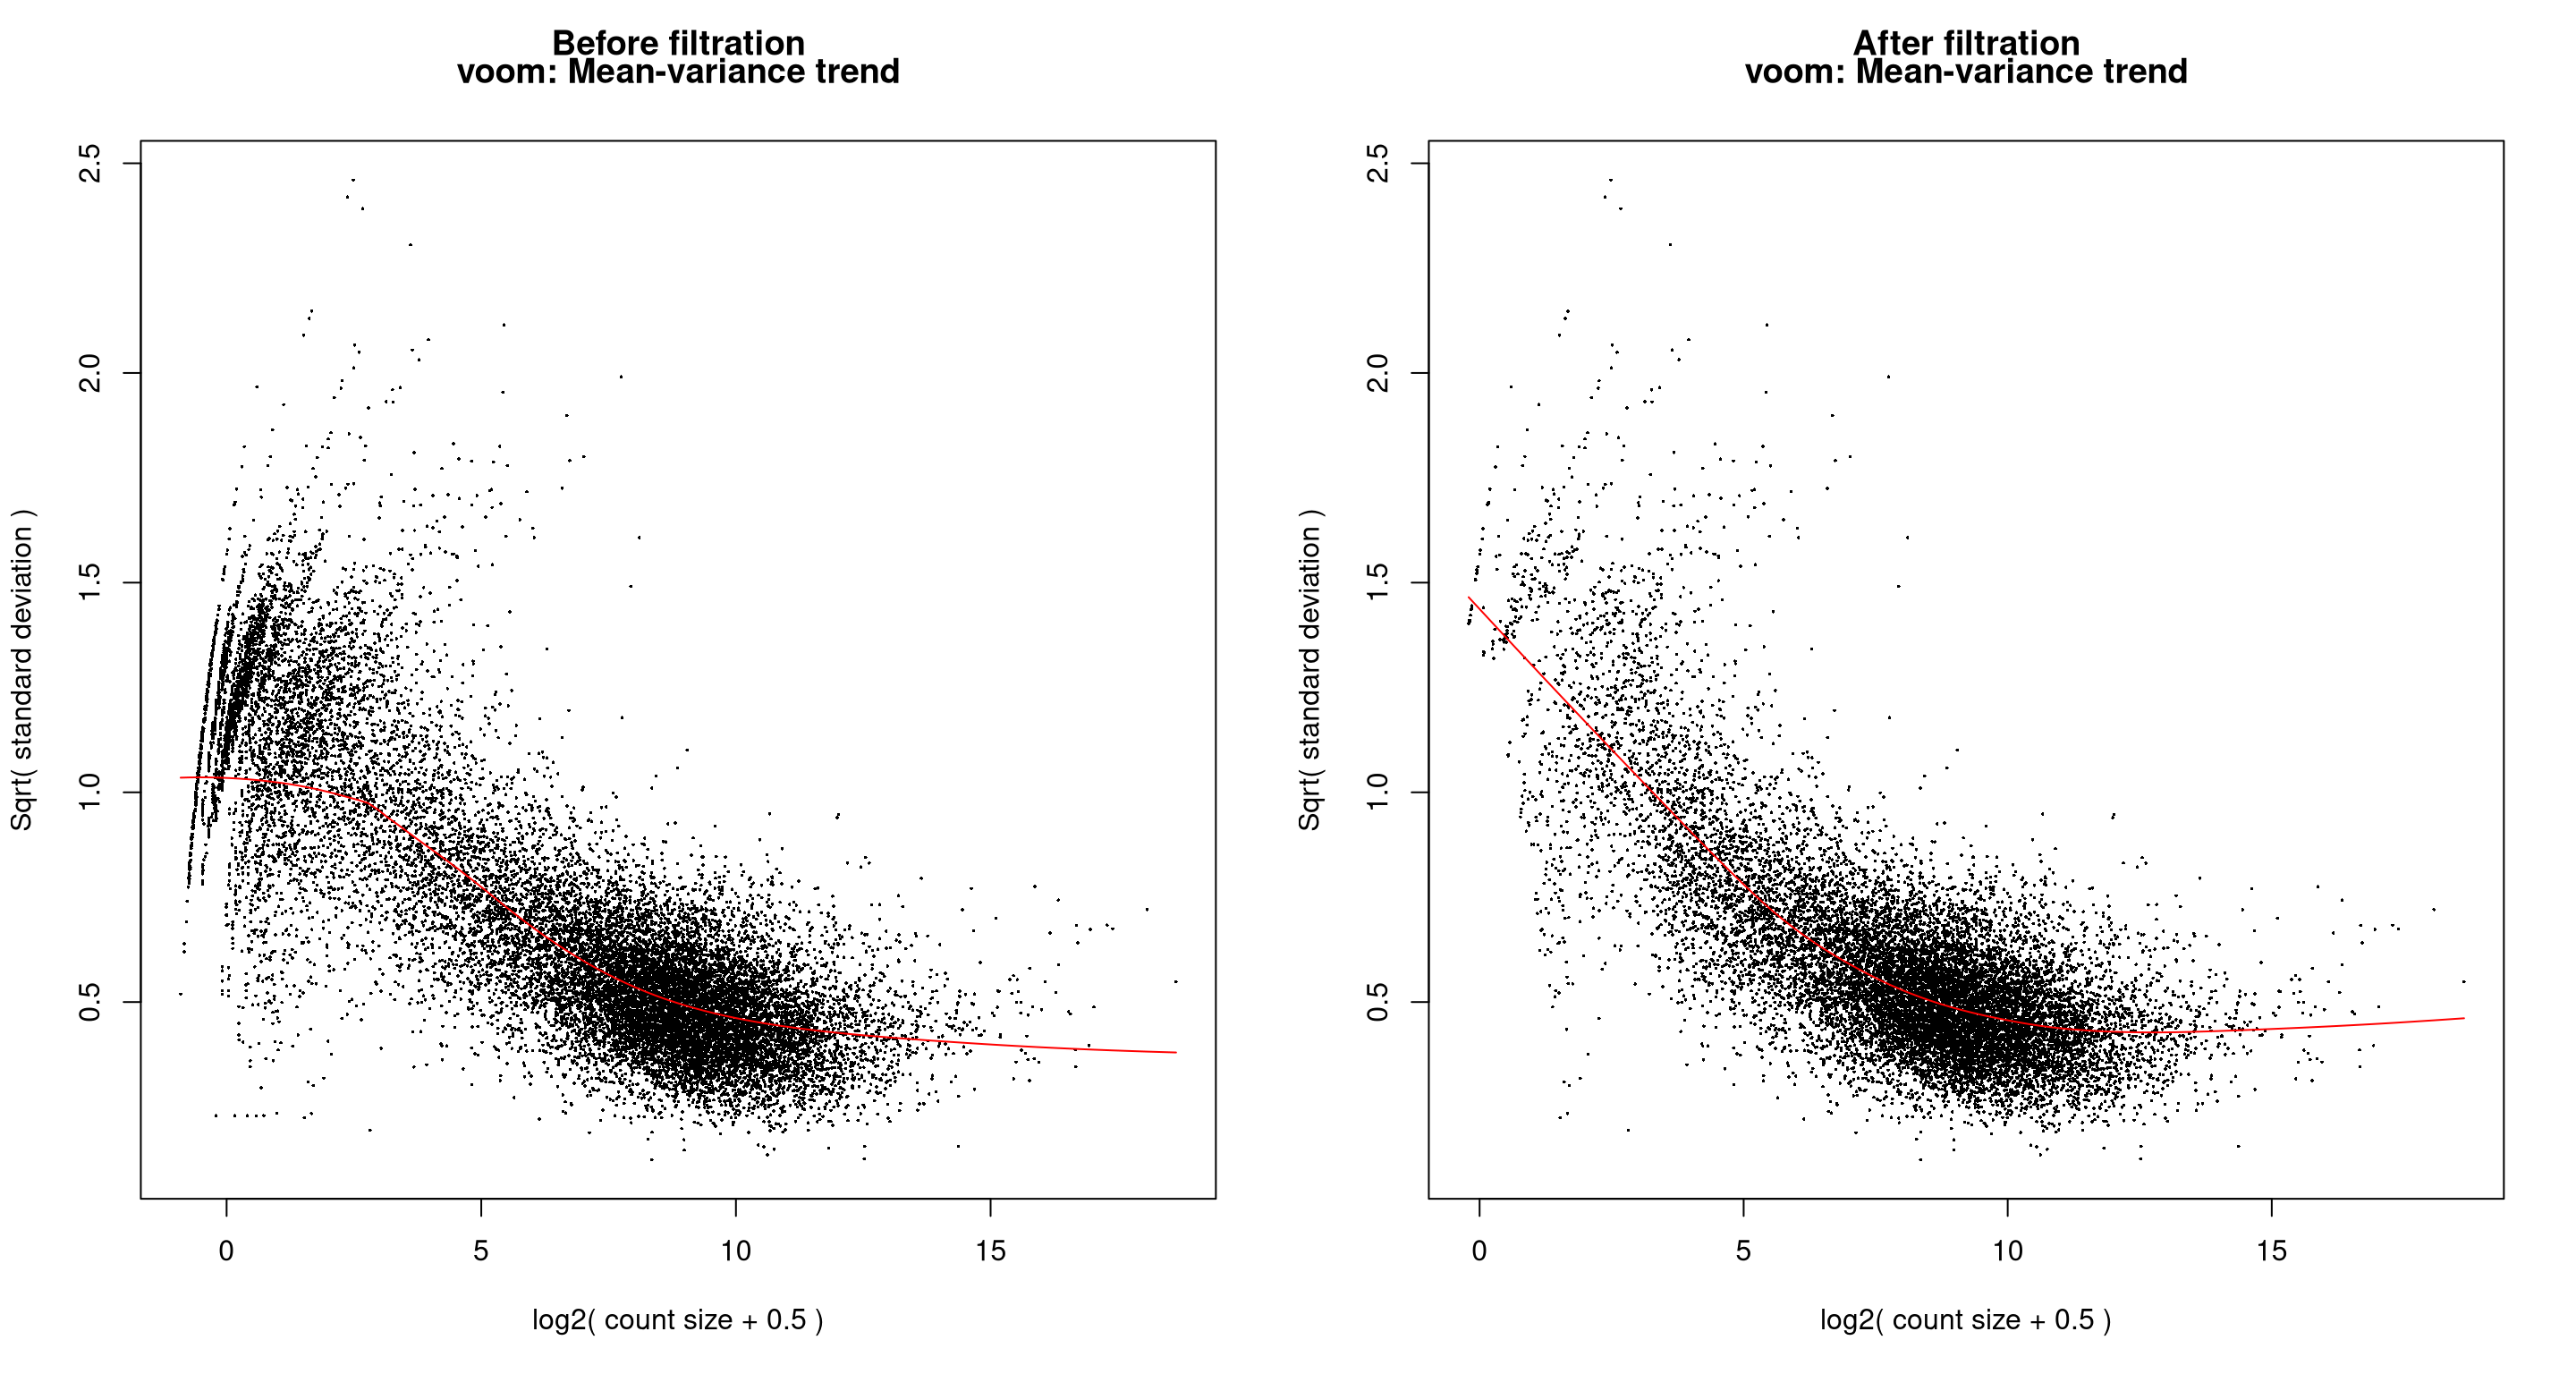 Before filtration
voom: Mean-variance trend
Sqrt( standard deviation )
2.5
2.0
1.5
1.0
0.5
0 5 10 15
log2( count size + 0.5 )
After filtration
voom: Mean-variance trend
Sqrt( standard deviation )
2.5
2.0
1.5
1.0
0.5
0 5 10 15
log2( count size + 0.5 )